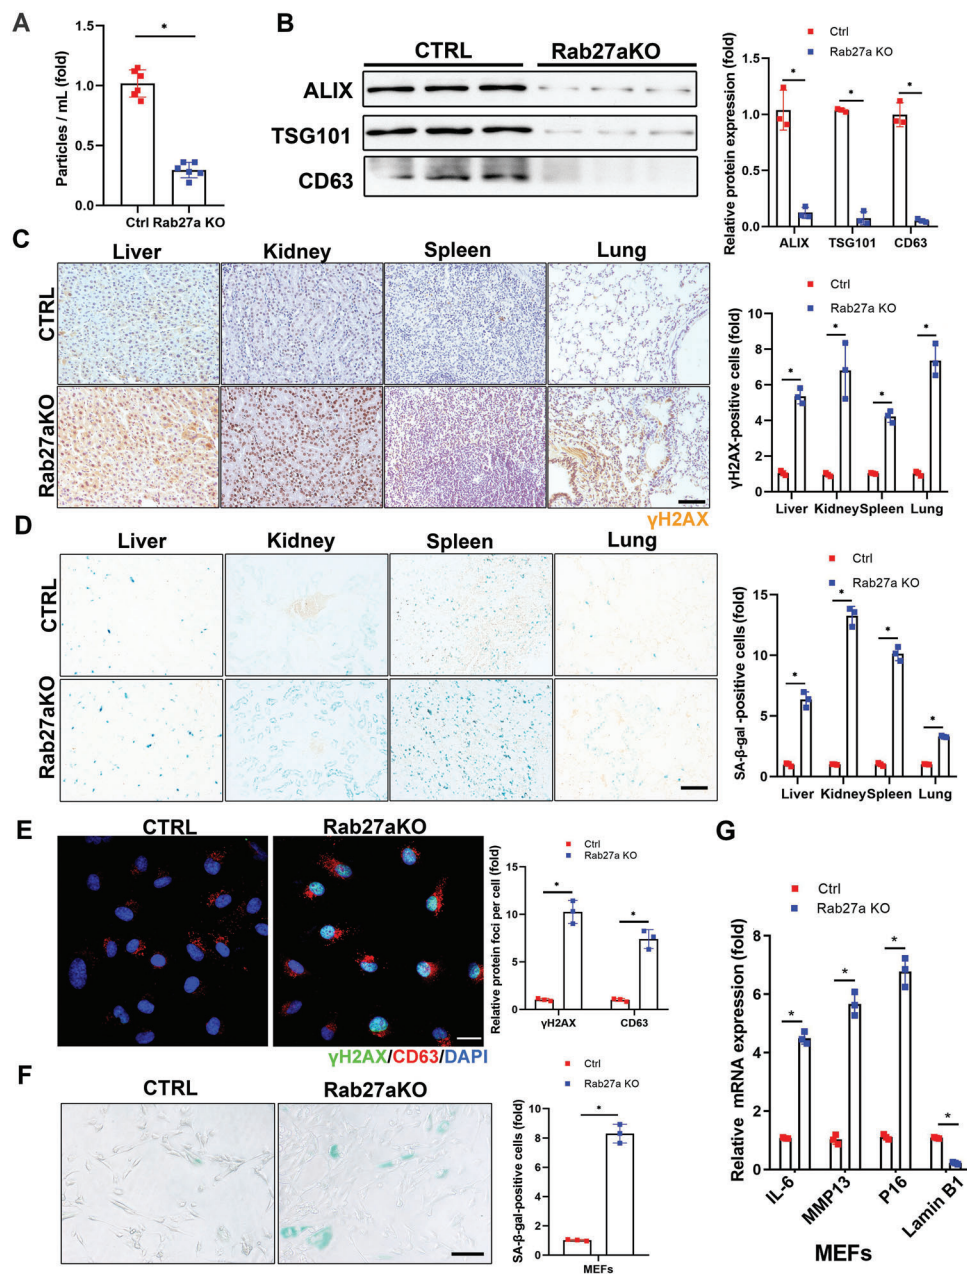 A
Particles / mL (fold)
1.5
1.0
0.5
0.0
*
Ctrl Rab27a KO
B
CTRL Rab27aKO
ALIX
TSG101
CD63
Ctrl
Rab27a KO
Relative protein expression (fold)
1.5
1.0
0.5
0.0
* * *
ALIX TSG101 CD63
C
Liver Kidney Spleen Lung
CTRL
Rab27aKO
γH2AX
Ctrl
Rab27a KO
γH2AX-positive cells (fold)
10
8
6
4
2
0
* * * *
Liver Kidney Spleen Lung
D
Liver Kidney Spleen Lung
CTRL
Rab27aKO
Ctrl
Rab27a KO
SA-β-gal -positive cells (fold)
15
10
5
0
* * * *
Liver Kidney Spleen Lung
E
CTRL Rab27aKO
γH2AX/CD63/DAPI
Ctrl
Rab27a KO
Relative protein foci per cell (fold)
15
10
5
0
* *
γH2AX CD63
F
CTRL Rab27aKO
Ctrl
Rab27a KO
SA-β-gal-positive cells (fold)
10
8
6
4
2
0
*
MEFs
G
Ctrl
Rab27a KO
Relative mRNA expression (fold)
8
6
4
2
0
* * * *
IL-6 MMP13 P16 Lamin B1
MEFs